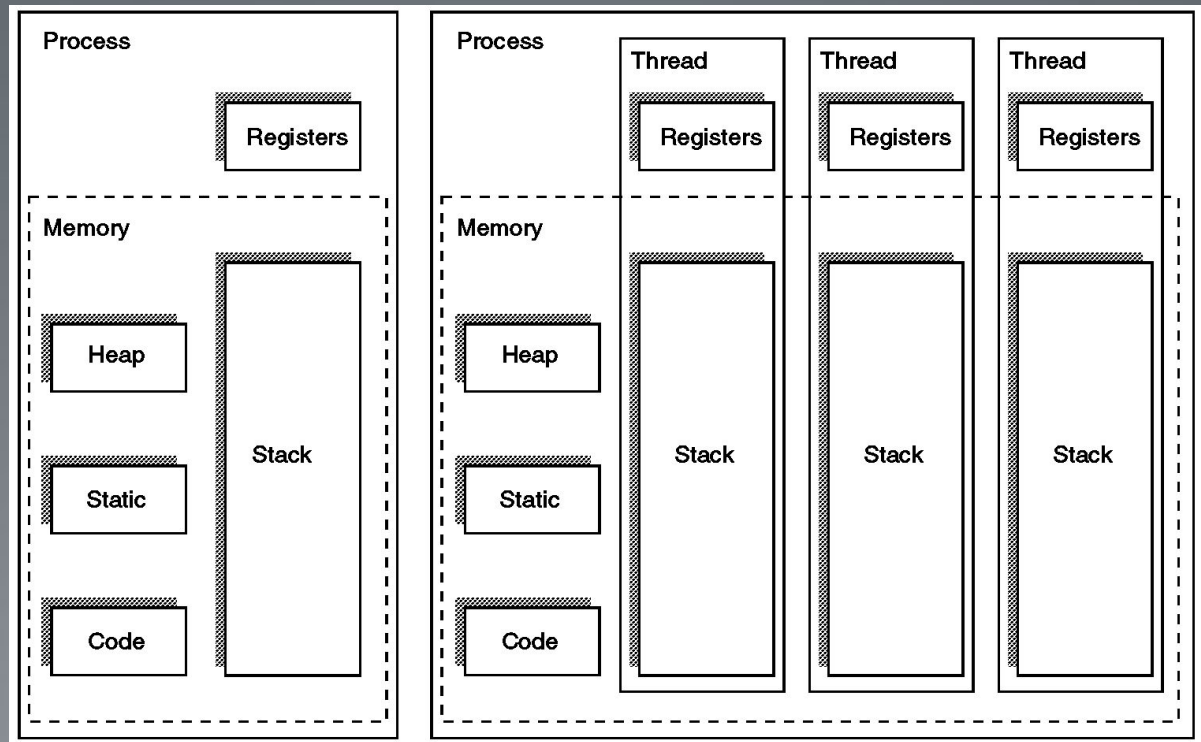 Process
Registers
Memory
Heap
Stack
Static
Code
Process
Thread
Thread
Thread
Registers
Registers
Registers
Memory
Heap
Stack
Stack
Stack
Static
Code